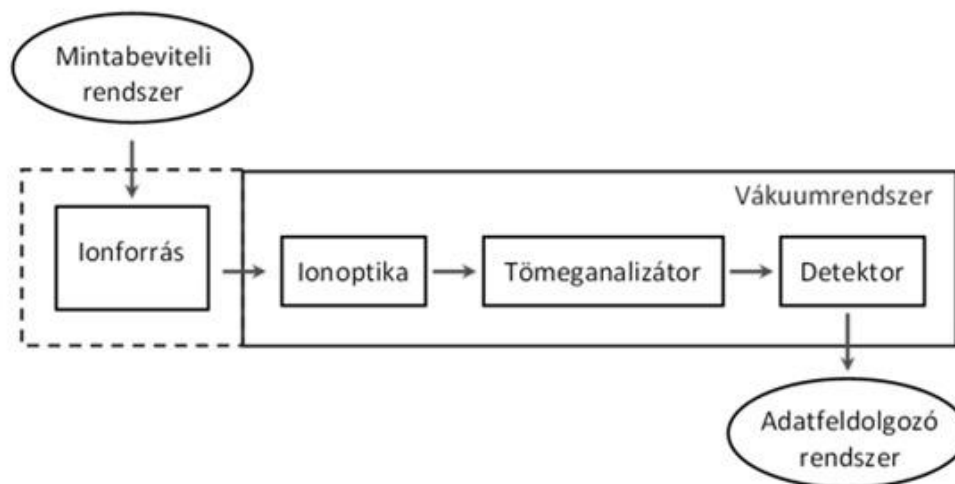 Mintabeviteli
rendszer
Vákuumrendszer
Ionforrás
Ionoptika
Tömeganalizátor
Detektor
Adatfeldolgozó
rendszer